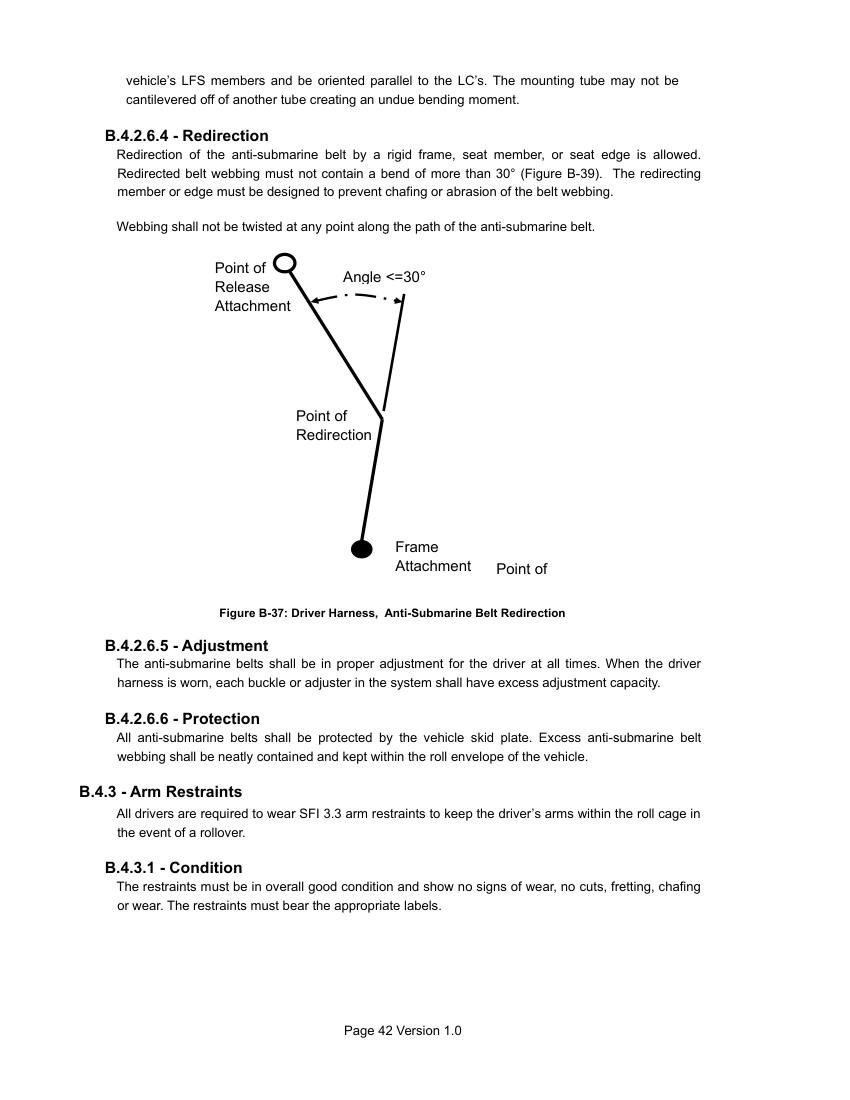 vehicle's LFS members and be oriented parallel to the LC's. The mounting tube may not be
cantilevered off of another tube creating an undue bending moment.
B.4.2.6.4 - Redirection
Redirection of the anti-submarine belt by a rigid frame, seat member, or seat edge is allowed.
Redirected belt webbing must not contain a bend of more than 30° (Figure B-39). The redirecting
member or edge must be designed to prevent chafing or abrasion of the belt webbing.
Webbing shall not be twisted at any point along the path of the anti-submarine belt.
Point of
Release
Attachment
Angle <=30°
Point of
Redirection
Frame
Attachment
Point of
Figure B-37: Driver Harness, Anti-Submarine Belt Redirection
B.4.2.6.5 - Adjustment
The anti-submarine belts shall be in proper adjustment for the driver at all times. When the driver
harness is worn, each buckle or adjuster in the system shall have excess adjustment capacity.
B.4.2.6.6 - Protection
All anti-submarine belts shall be protected by the vehicle skid plate. Excess anti-submarine belt
webbing shall be neatly contained and kept within the roll envelope of the vehicle.
B.4.3 - Arm Restraints
All drivers are required to wear SFI 3.3 arm restraints to keep the driver's arms within the roll cage in
the event of a rollover.
B.4.3.1 - Condition
The restraints must be in overall good condition and show no signs of wear, no cuts, fretting, chafing
or wear. The restraints must bear the appropriate labels.
Page 42 Version 1.0